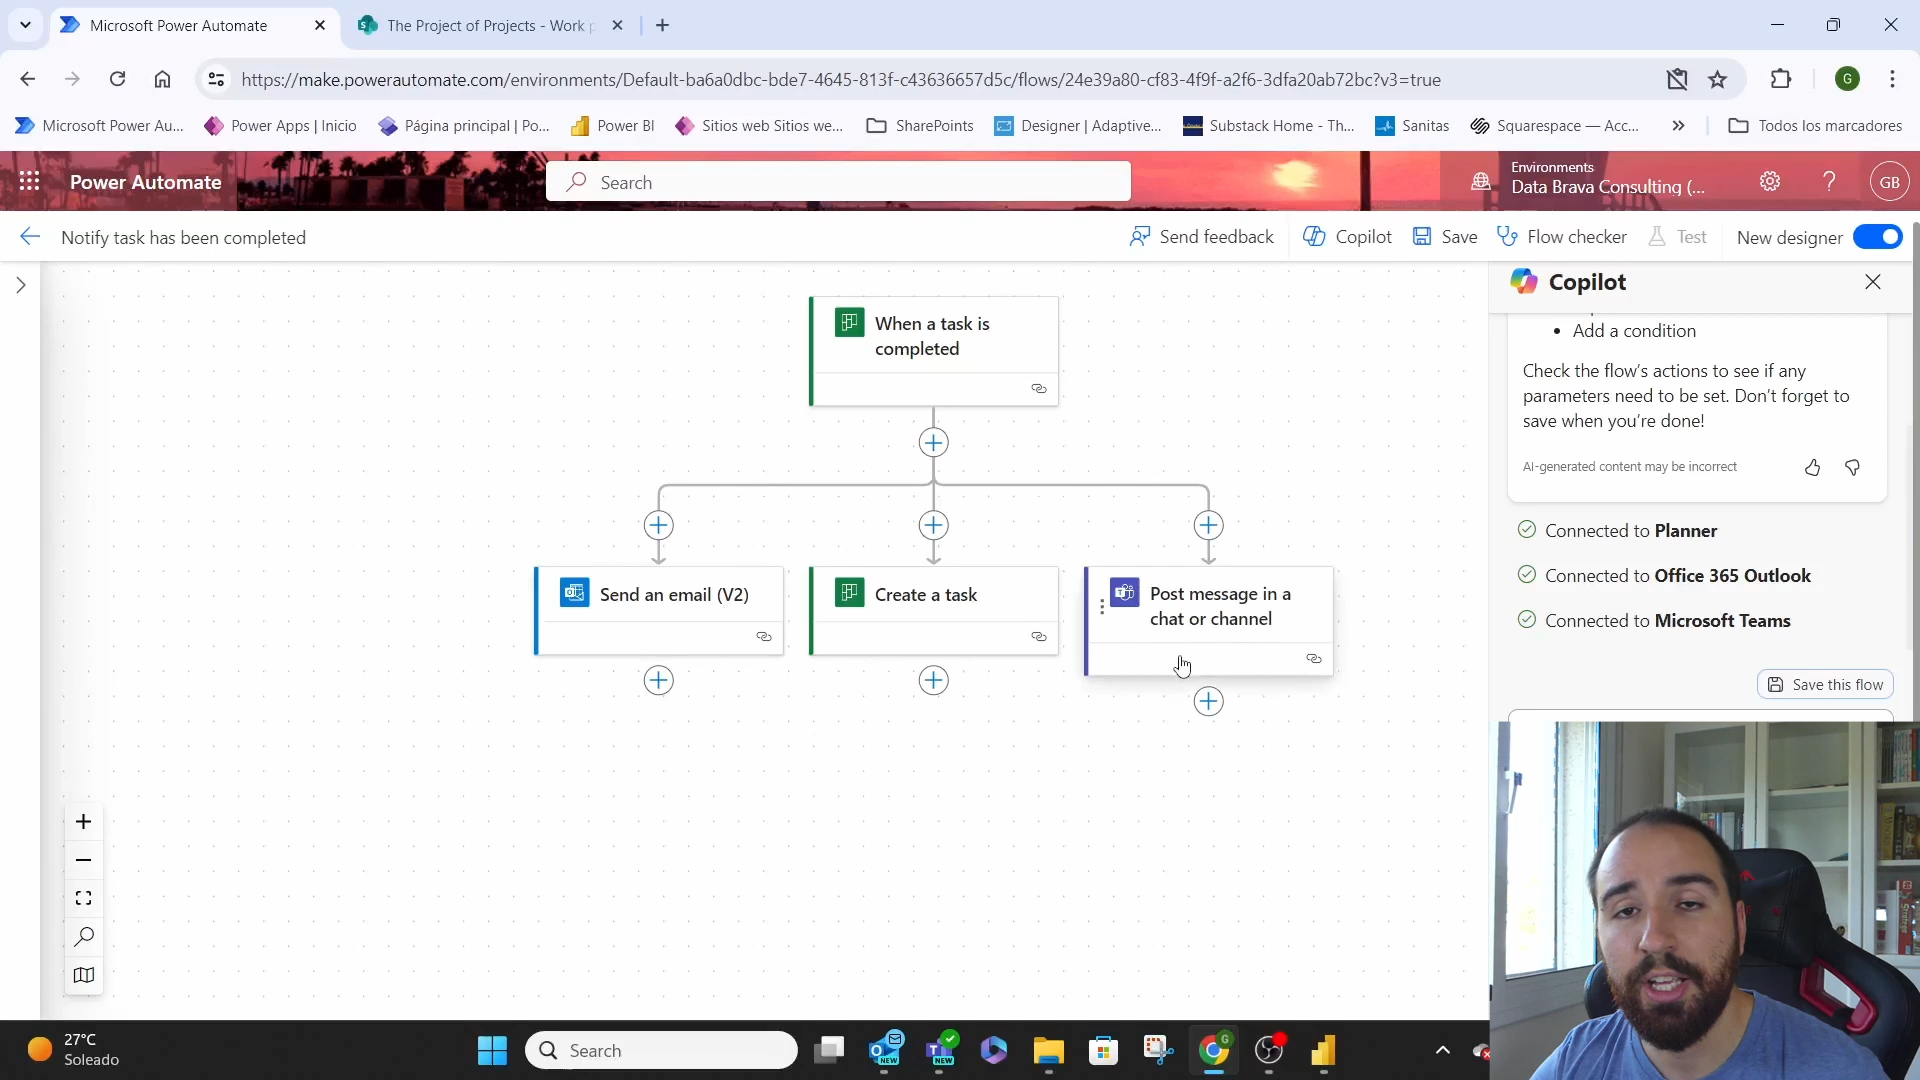 Microsoft Power Automate
The Project of Projects - Work p
https://make.powerautomate.com/environments/Default-ba6a0dbc-bde7-4645-813f-c43636657d5c/flows/24e39a80-cf83-4f9f-a2f6-3dfa20ab72bc?v3=true
G
Microsoft Power Au...
Power Apps | Inicio
Página principal | Po...
Power BI
Sitios web Sitios we...
SharePoints
Designer | Adaptive...
Substack Home - Th...
Sanitas
Squarespace — Acc...
Todos los marcadores
Power Automate
Search
Environments
Data Brava Consulting (...
GB
Notify task has been completed
Send feedback
Copilot
Save
Flow checker
Test
New designer
When a task is
completed
Send an email (V2)
Create a task
Post message in a
chat or channel
Copilot
• Add a condition
Check the flow's actions to see if any
parameters need to be set. Don't forget to
save when you're done!
AI-generated content may be incorrect
Connected to Planner
Connected to Office 365 Outlook
Connected to Microsoft Teams
Save this flow
27°C
Soleado
Search
NEW
NEW
G